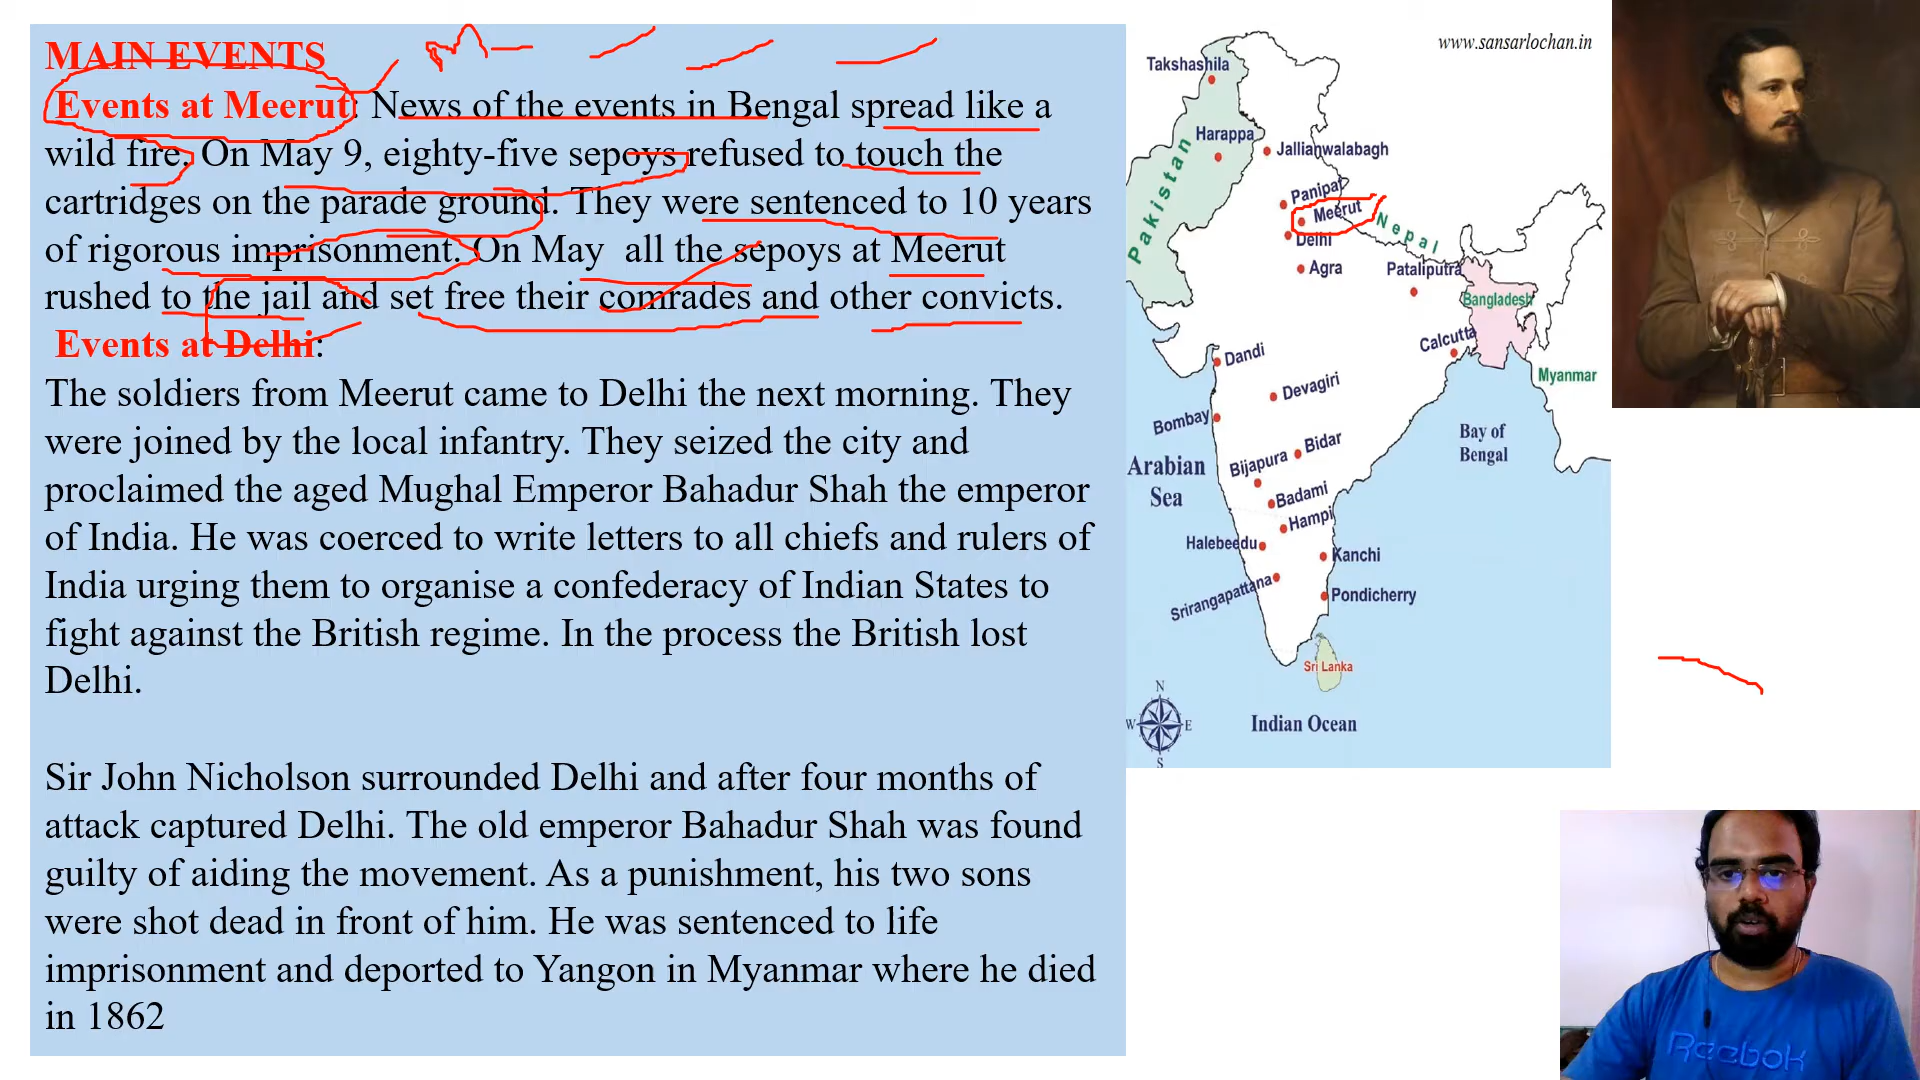 MAIN EVENTS
Events at Meerut: News of the events in Bengal spread like a
wild fire. On May 9, eighty-five sepoys refused to touch the
cartridges on the parade ground. They were sentenced to 10 years
of rigorous imprisonment. On May all the sepoys at Meerut
rushed to the jail and set free their comrades and other convicts.
Events at Delhi:
The soldiers from Meerut came to Delhi the next morning. They
were joined by the local infantry. They seized the city and
proclaimed the aged Mughal Emperor Bahadur Shah the emperor
of India. He was coerced to write letters to all chiefs and rulers of
India urging them to organise a confederacy of Indian States to
fight against the British regime. In the process the British lost
Delhi.
Sir John Nicholson surrounded Delhi and after four months of
attack captured Delhi. The old emperor Bahadur Shah was found
guilty of aiding the movement. As a punishment, his two sons
were shot dead in front of him. He was sentenced to life
imprisonment and deported to Yangon in Myanmar where he died
in 1862
www.sansarlochan.in
Takshashila
Harappa
Jallianwalabagh
Pakistan
Panipat
Meerut
Nepal
Delhi
Agra
Pataliputra
Bangladesh
Calcutta
Myanmar
Dandi
Devagiri
Bombay
Bay of
Bengal
Bidar
Bijapura
Arabian
Sea
Badami
Hampi
Halebeedu
Kanchi
Srirangapattana
Pondicherry
Sri Lanka
N
W
E
S
Indian Ocean
Reebok